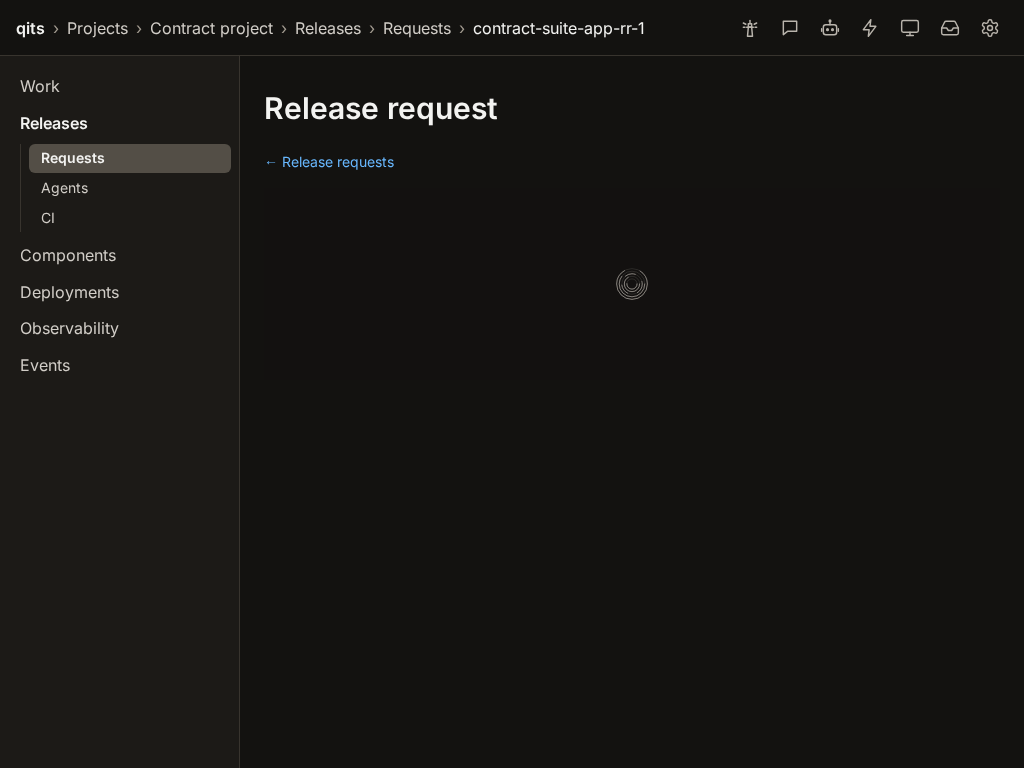 qits › Projects › Contract project › Releases › Requests › contract-suite-app-rr-1
Work
Releases
Requests
Agents
CI
Components
Deployments
Observability
Events
Release request
← Release requests